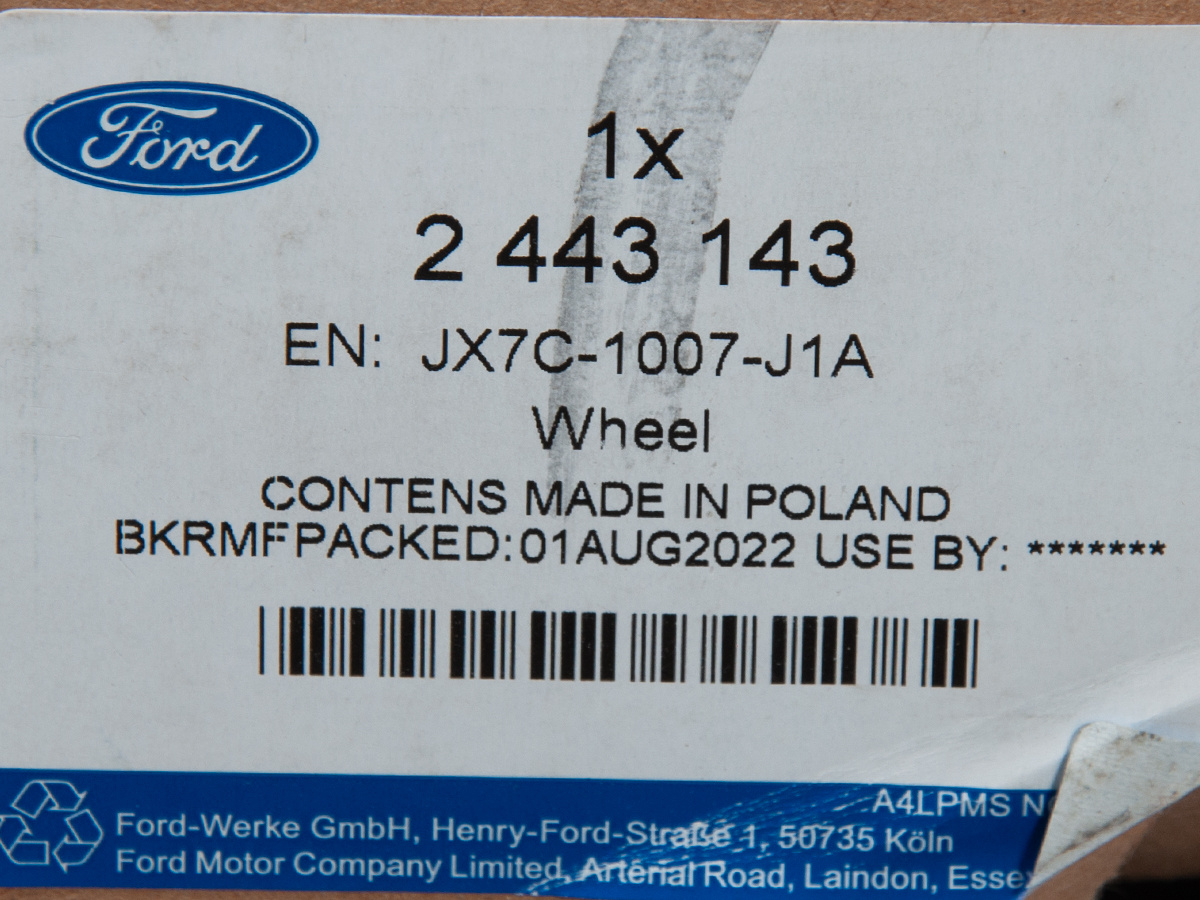 Ford
1x
2 443 143
EN: JX7C-1007-J1A
Wheel
CONTENS MADE IN POLAND
BKRMFPACKED:01AUG2022 USE BY: *******
A4LPMS
Ford-Werke GmbH, Henry-Ford-Straße 1, 50735 Köln
Ford Motor Company Limited, Arterial Road, Laindon,